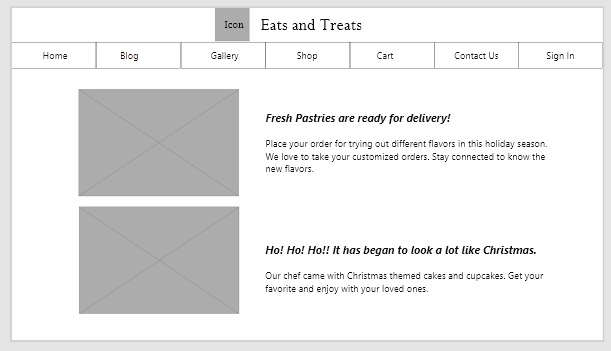 Icon Eats and Treats
Home Blog Gallery Shop Cart Contact Us Sign In
Fresh Pastries are ready for delivery!
Place your order for trying out different flavors in this holiday season.
We love to take your customized orders. Stay connected to know the
new flavors.
Ho! Ho! Ho!! It has began to look a lot like Christmas.
Our chef came with Christmas themed cakes and cupcakes. Get your
favorite and enjoy with your loved ones.